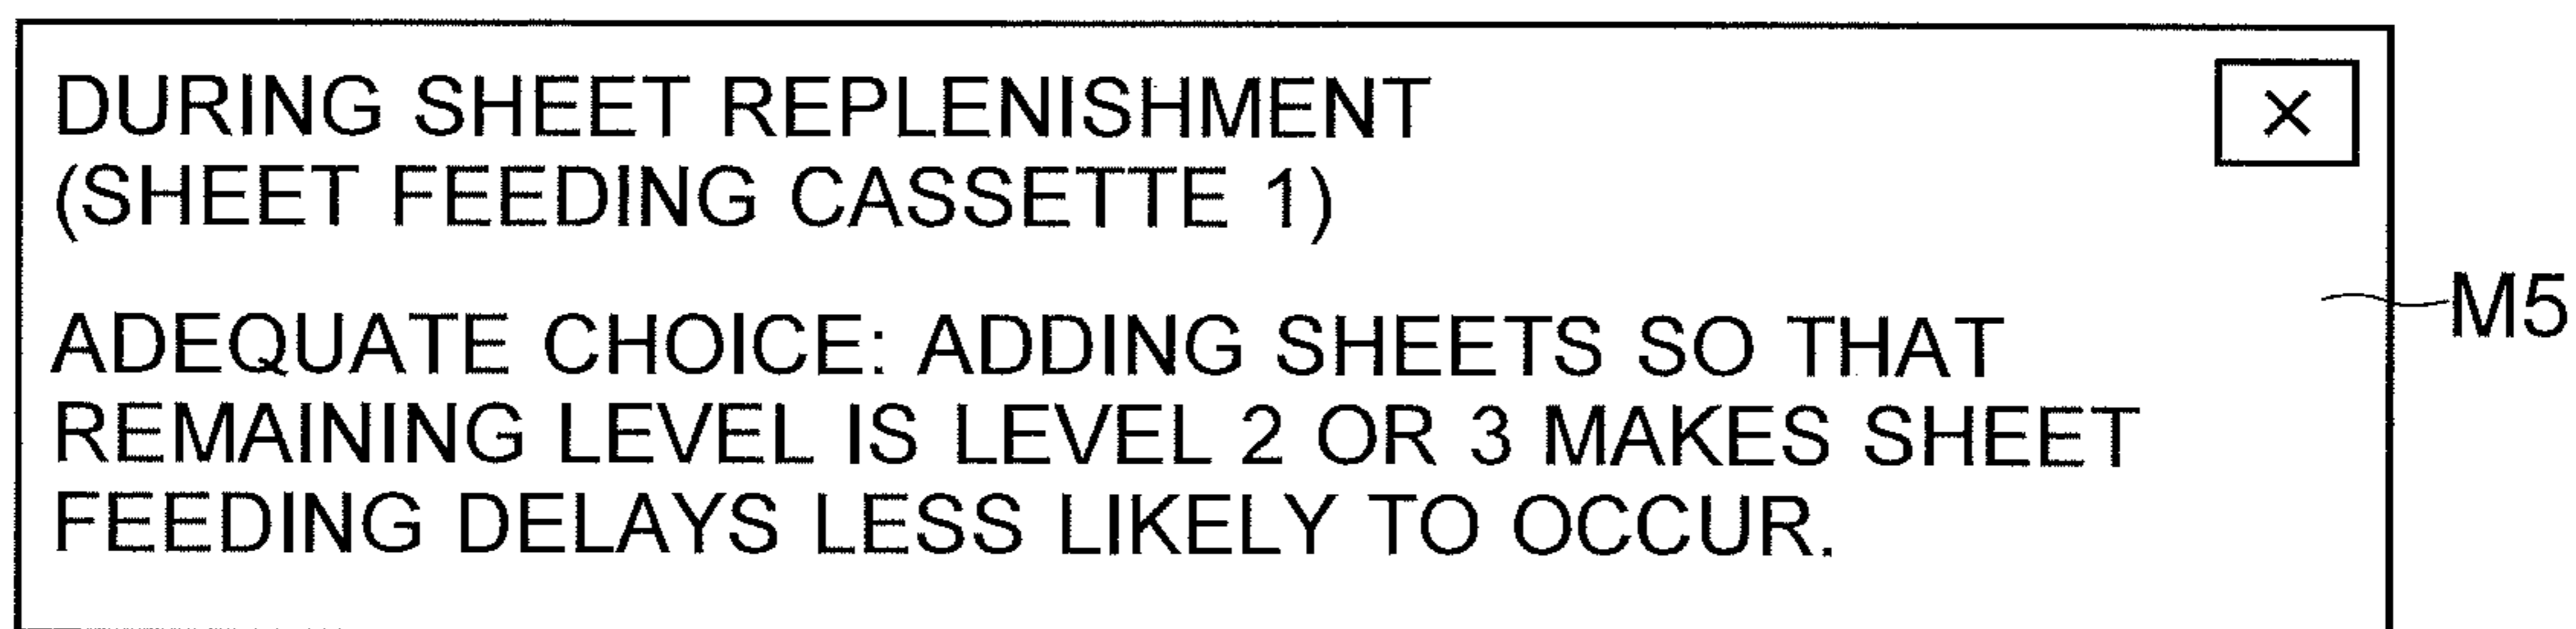 DURING SHEET REPLENISHMENT
(SHEET FEEDING CASSETTE 1)
×
M5
ADEQUATE CHOICE: ADDING SHEETS SO THAT
REMAINING LEVEL IS LEVEL 2 OR 3 MAKES SHEET
FEEDING DELAYS LESS LIKELY TO OCCUR.